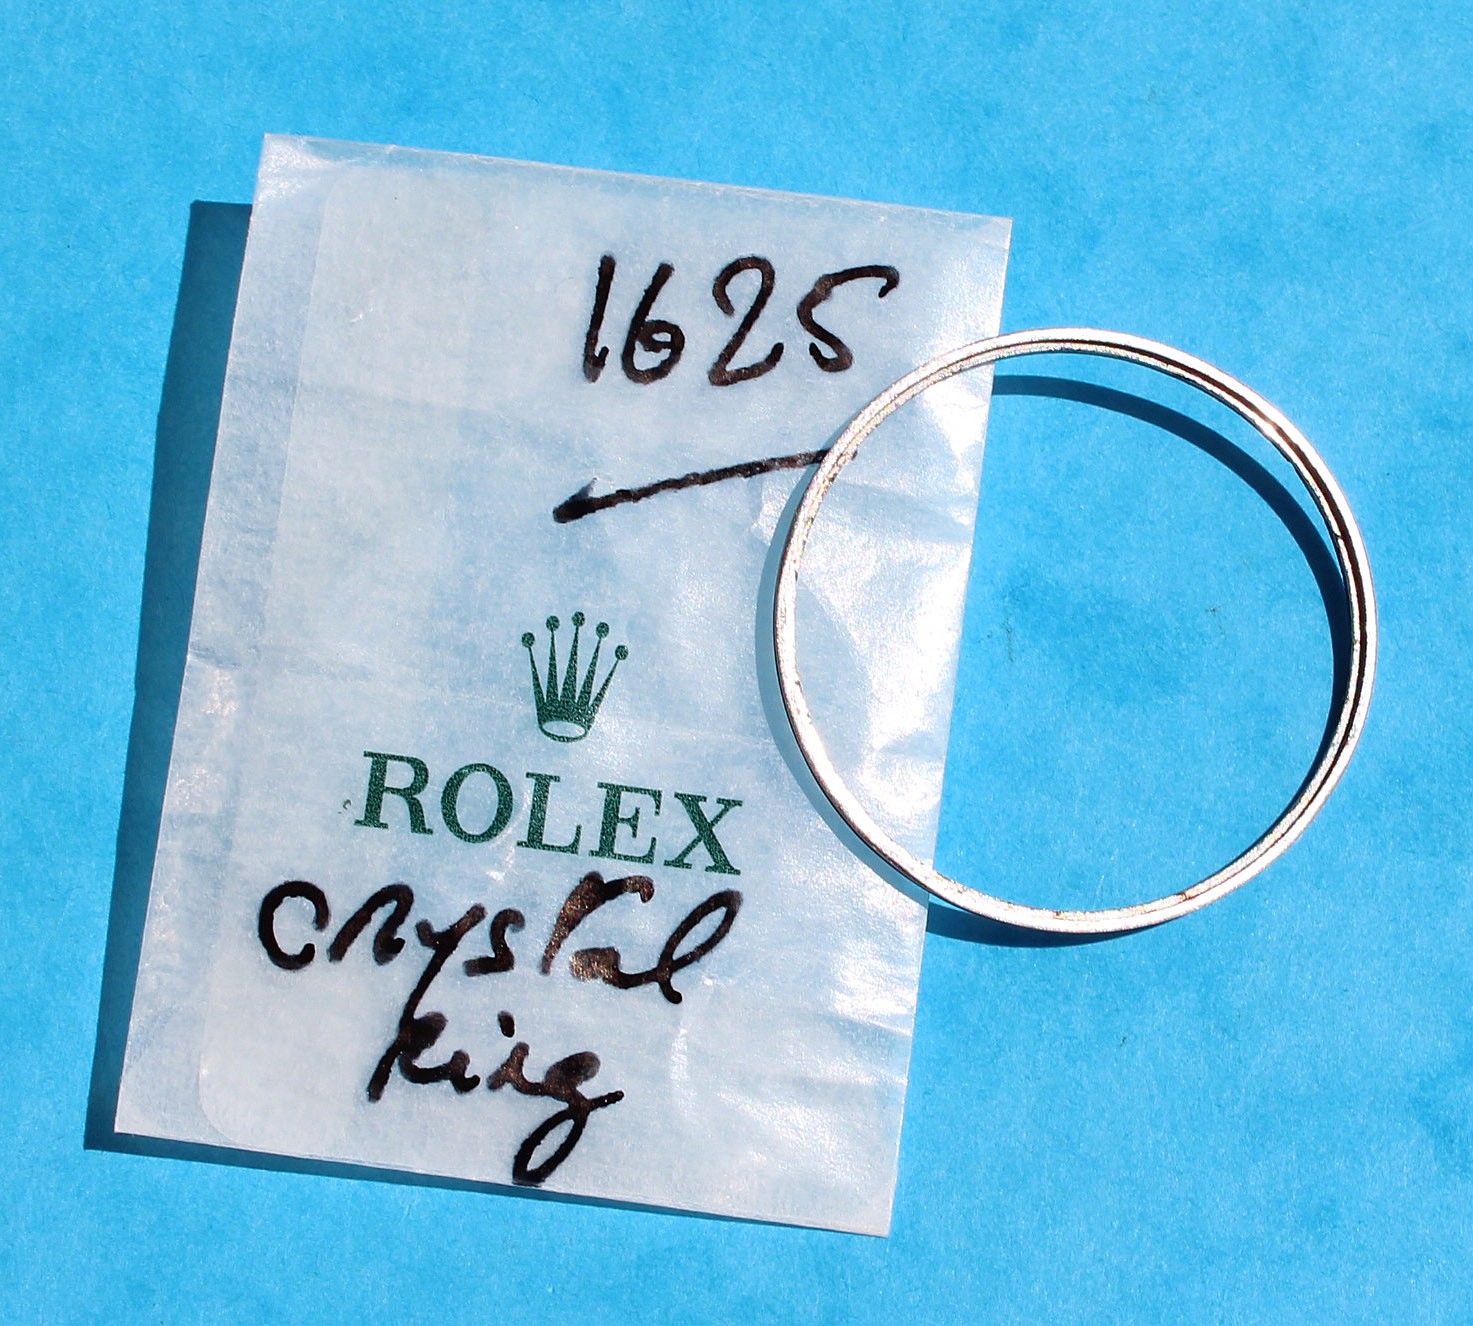 1625
ROLEX
crystal
Ring